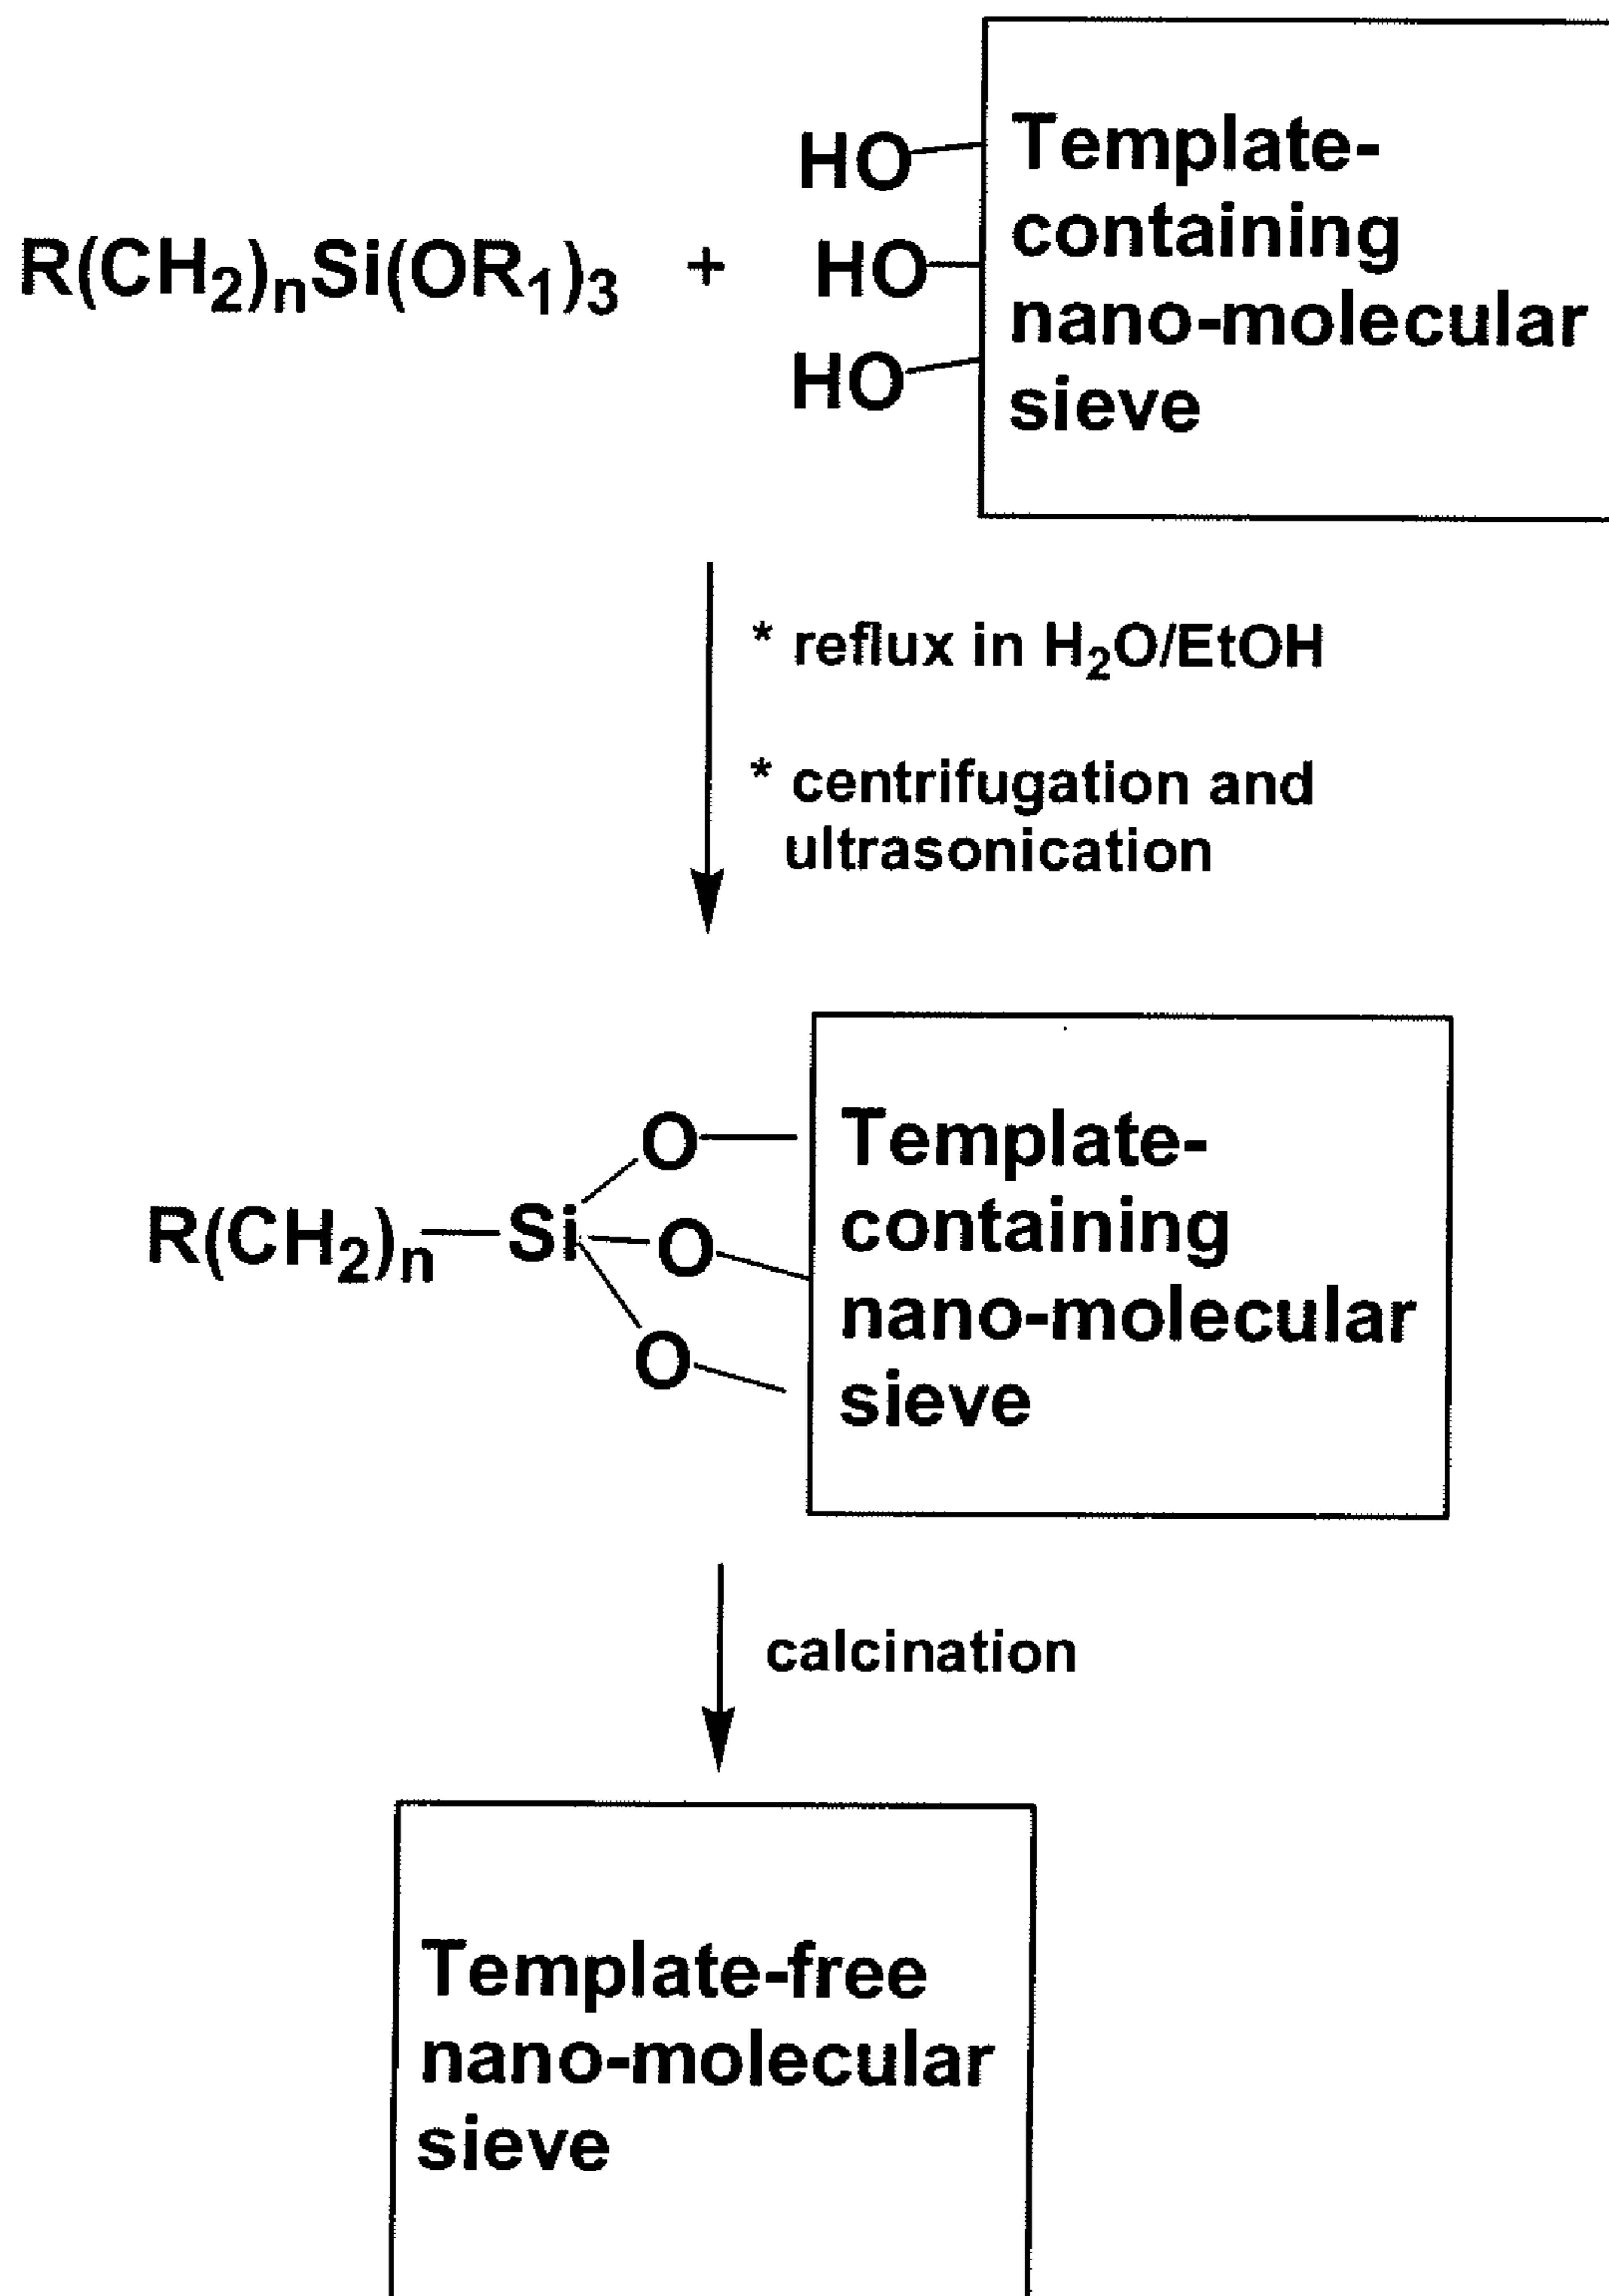 R(CH₂)ₙSi(OR₁)₃ +
HO
HO
HO
Template-
containing
nano-molecular
sieve
* reflux in H₂O/EtOH
* centrifugation and
ultrasonication
R(CH₂)ₙ—Si
O
O
O
Template-
containing
nano-molecular
sieve
calcination
Template-free
nano-molecular
sieve